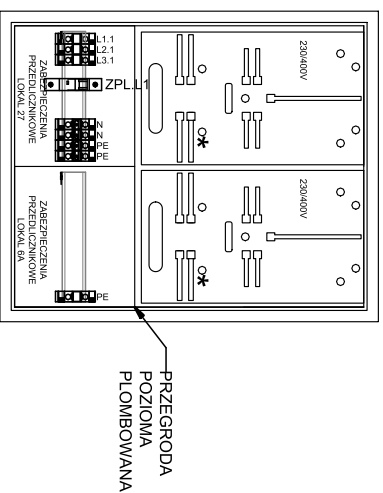 L1.1
L2.1
L3.1
ZPL.L1
N
N
PE
PE
ZABEZPIECZENIA
PRZEDLICZNIKOWE
LOKAL 27
230/400V
ZABEZPIECZENIA
PRZEDLICZNIKOWE
LOKAL 6A
PE
230/400V
PRZEGRODA
POZIOMA
PLOMBOWANA